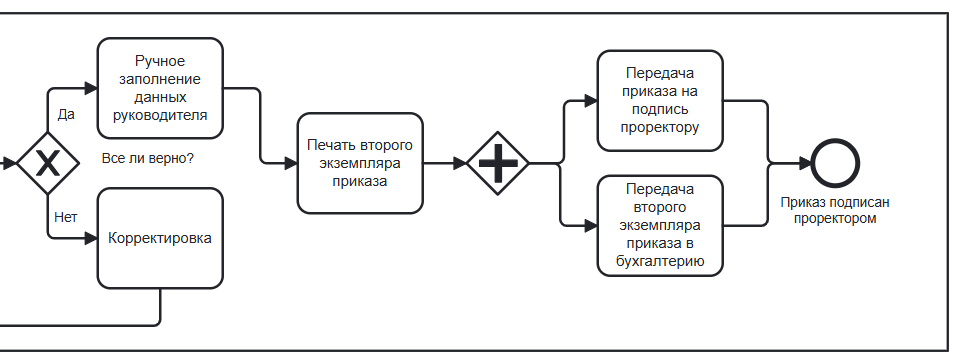 Ручное
заполнение
данных
руководителя
Да
Все ли верно?
Нет
Корректировка
Печать второго
экземпляра
приказа
Передача
приказа на
подпись
проректору
Передача
второго
экземпляра
приказа в
бухгалтерию
Приказ подписан
проректором